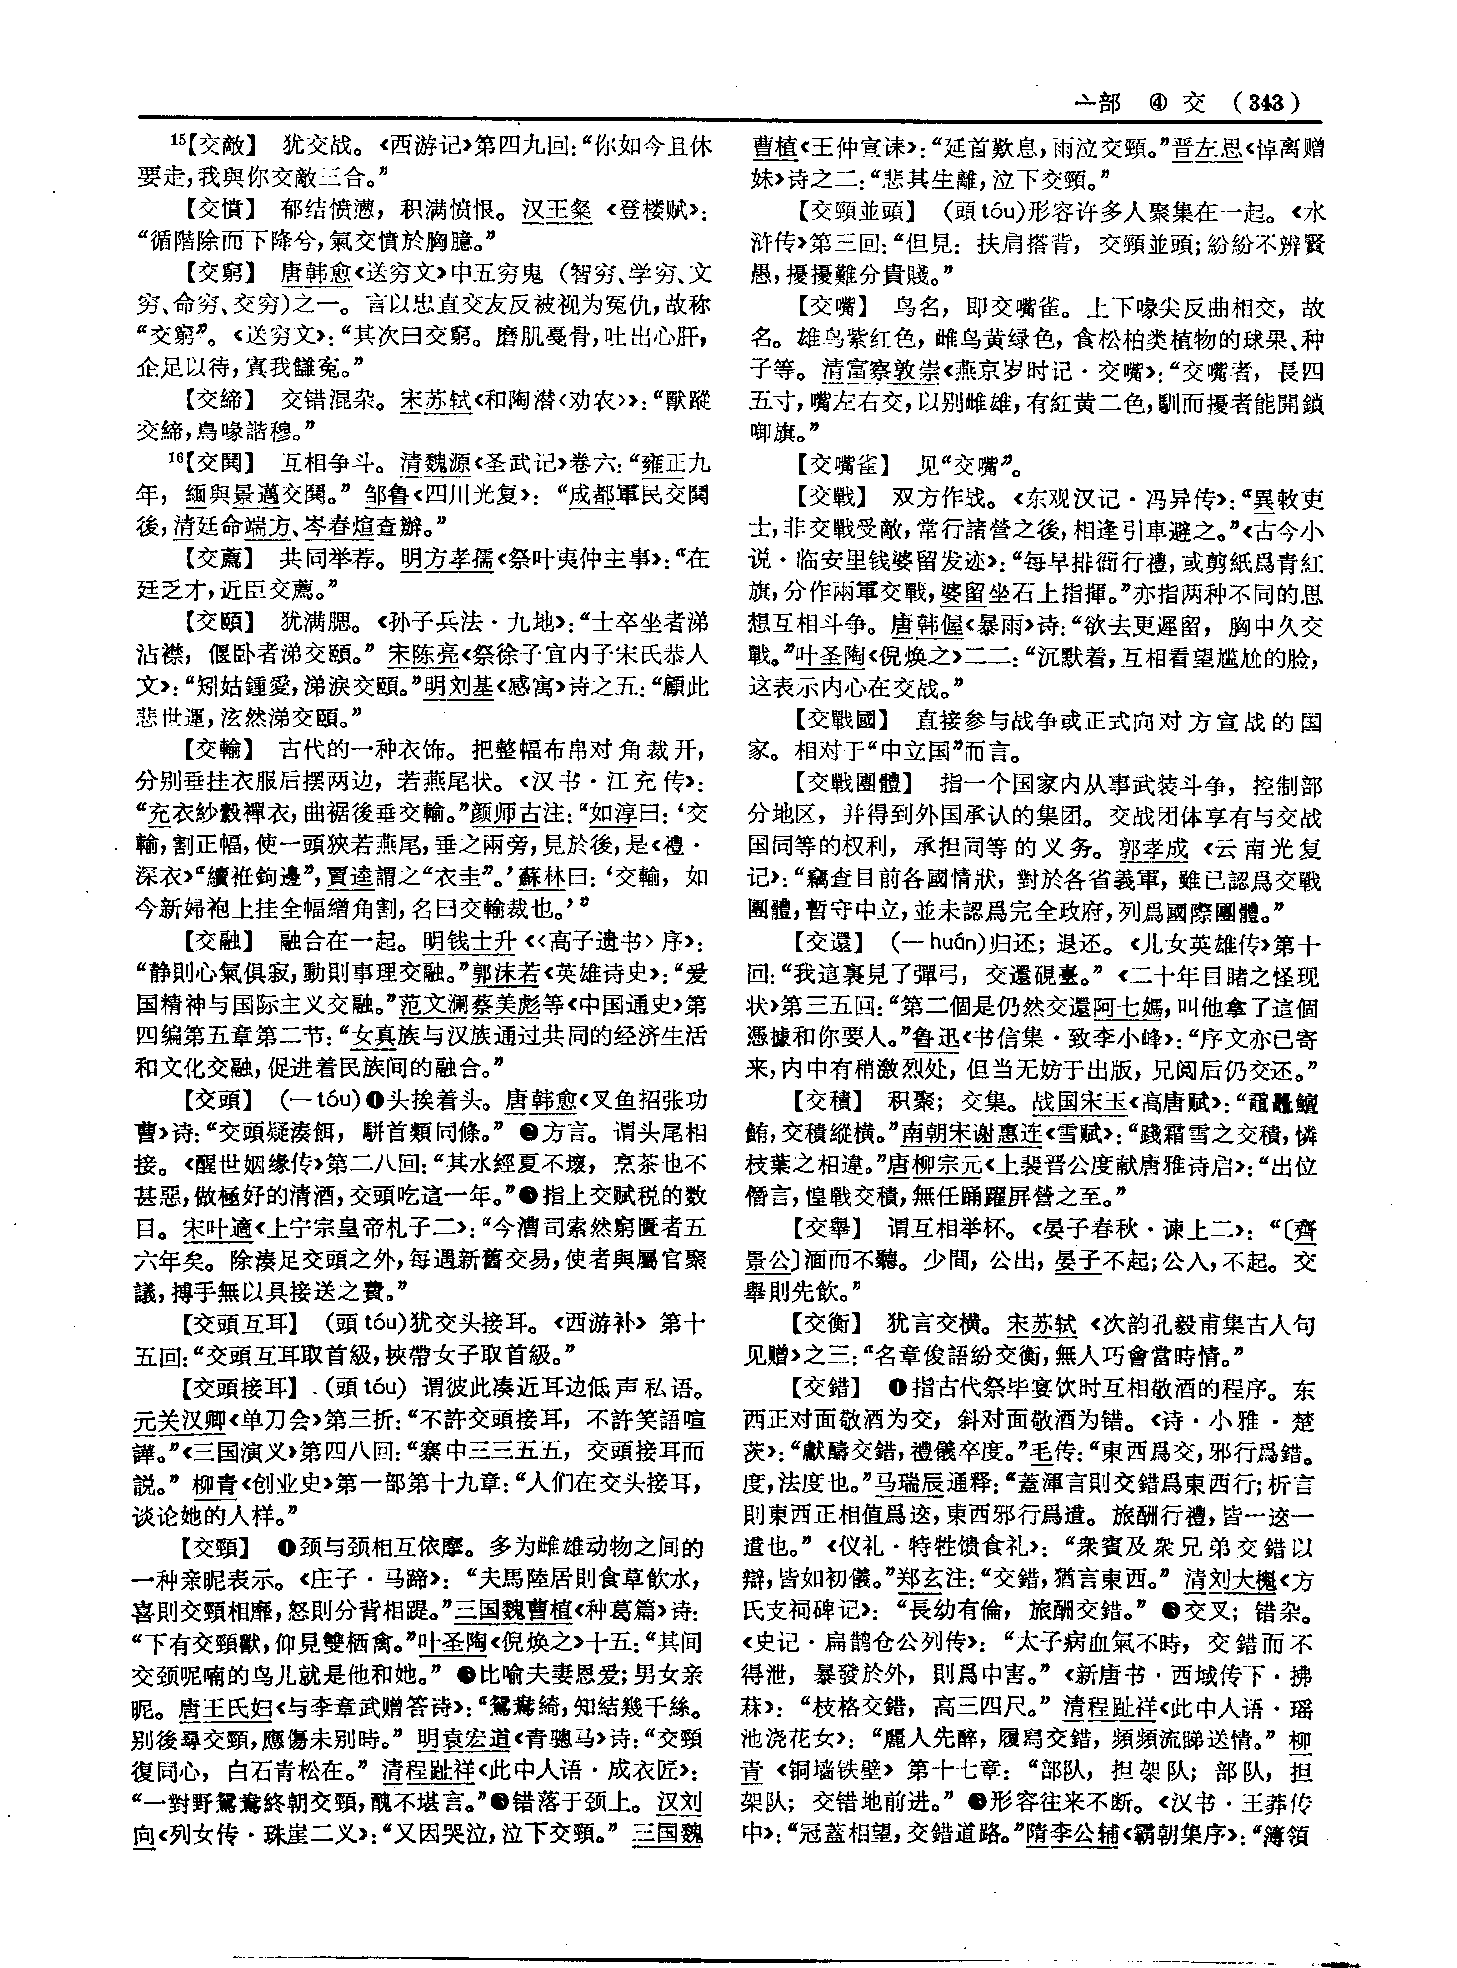 亠部 ④ 交 (343)
15【交敵】 犹交战。《西游记》第四九回：“你如今且休
要走，我與你交敵三合。”
【交憤】 郁结愤懑，积满愤恨。汉王粲《登楼赋》：
“循階除而下降兮，氣交憤於胸臆。”
【交窮】 唐韩愈《送穷文》中五穷鬼（智穷、学穷、文
穷、命穷、交穷）之一。言以忠直交友反被视为冤仇，故称
“交窮”。《送穷文》：“其次曰交窮。磨肌戛骨，吐出心肝，
企足以待，寘我讎寃。”
【交締】 交错混杂。宋苏轼《和陶潜〈劝农〉》：“獸蹤
交締，鳥喙諧穆。”
16【交鬨】 互相争斗。清魏源《圣武记》卷六：“雍正九
年，緬與景邁交鬨。”邹鲁《四川光复》：“成都軍民交鬨
後，清廷命端方、岑春煊查辦。”
【交薦】 共同举荐。明方孝孺《祭叶夷仲主事》：“在
廷乏才，近臣交薦。”
【交頤】 犹满腮。《孙子兵法·九地》：“士卒坐者涕
沾襟，偃卧者涕交頤。”宋陈亮《祭徐子宜内子宋氏恭人
文》：“矧姑鍾愛，涕淚交頤。”明刘基《感寓》诗之五：“顧此
悲世運，泫然涕交頤。”
【交輸】 古代的一种衣饰。把整幅布帛对角裁开，
分别垂挂衣服后摆两边，若燕尾状。《汉书·江充传》：
“充衣紗縠襌衣，曲裾後垂交輸。”颜师古注：“如淳曰：‘交
輸，割正幅，使一頭狹若燕尾，垂之兩旁，見於後，是《禮·
深衣》“續衽鉤邊”，賈逵謂之“衣圭”。’蘇林曰：‘交輸，如
今新婦袍上挂全幅繒角割，名曰交輸裁也。’”
【交融】 融合在一起。明钱士升《〈高子遗书〉序》：
“静則心氣俱寂，動則事理交融。”郭沫若《英雄诗史》：“爱
国精神与国际主义交融。”范文澜蔡美彪等《中国通史》第
四编第五章第二节：“女真族与汉族通过共同的经济生活
和文化交融，促进着民族间的融合。”
【交頭】 （一tóu）❶头挨着头。唐韩愈《叉鱼招张功
曹》诗：“交頭疑湊餌，駢首類同條。”❷方言。谓头尾相
接。《醒世姻缘传》第二八回：“其水經夏不壞，烹茶也不
甚惡，做極好的清酒，交頭吃這一年。”❸指上交赋税的数
目。宋叶適《上宁宗皇帝札子二》：“今漕司索然窮匱者五
六年矣。除湊足交頭之外，每遇新舊交易，使者與屬官聚
議，搏手無以具接送之費。”
【交頭互耳】 （頭tóu）犹交头接耳。《西游补》第十
五回：“交頭互耳取首級，挾帶女子取首級。”
【交頭接耳】 （頭tóu）谓彼此凑近耳边低声私语。
元关汉卿《单刀会》第三折：“不許交頭接耳，不許笑語喧
譁。”《三国演义》第四八回：“寨中三三五五，交頭接耳而
説。”柳青《创业史》第一部第十九章：“人们在交头接耳，
谈论她的人样。”
【交頸】 ❶颈与颈相互依摩。多为雌雄动物之间的
一种亲昵表示。《庄子·马蹄》：“夫馬陸居則食草飲水，
喜則交頸相靡，怒則分背相踶。”三国魏曹植《种葛篇》诗：
“下有交頸獸，仰見雙栖禽。”叶圣陶《倪焕之》十五：“其间
交颈呢喃的鸟儿就是他和她。”❷比喻夫妻恩爱；男女亲
昵。唐王氏妇《与李章武赠答诗》：“鴛鴦綺，知結幾千絲。
别後尋交頸，應傷未别時。”明袁宏道《青骢马》诗：“交頸
復同心，白石青松在。”清程趾祥《此中人语·成衣匠》：
“一對野鴛鴦終朝交頸，醜不堪言。”❸错落于颈上。汉刘
向《列女传·珠崖二义》：“又因哭泣，泣下交頸。”三国魏
曹植《王仲宣诔》：“延首歎息，雨泣交頸。”晋左思《悼离赠
妹》诗之二：“悲其生離，泣下交頸。”
【交頸並頭】 （頭tóu）形容许多人聚集在一起。《水
浒传》第三回：“但見：扶肩搭背，交頸並頭；紛紛不辨賢
愚，擾擾難分貴賤。”
【交嘴】 鸟名，即交嘴雀。上下喙尖反曲相交，故
名。雄鸟紫红色，雌鸟黄绿色，食松柏类植物的球果、种
子等。清富察敦崇《燕京岁时记·交嘴》：“交嘴者，長四
五寸，嘴左右交，以别雌雄，有紅黄二色，馴而擾者能開鎖
啣旗。”
【交嘴雀】 见“交嘴”。
【交戰】 双方作战。《东观汉记·冯异传》：“異敕吏
士，非交戰受敵，常行諸營之後，相逢引車避之。”《古今小
说·临安里钱婆留发迹》：“每早排衙行禮，或剪紙爲青紅
旗，分作兩軍交戰，婆留坐石上指揮。”亦指两种不同的思
想互相斗争。唐韩偓《暴雨》诗：“欲去更遲留，胸中久交
戰。”叶圣陶《倪焕之》二二：“沉默着，互相看望尴尬的脸，
这表示内心在交战。”
【交戰國】 直接参与战争或正式向对方宣战的国
家。相对于“中立国”而言。
【交戰團體】 指一个国家内从事武装斗争，控制部
分地区，并得到外国承认的集团。交战团体享有与交战
国同等的权利，承担同等的义务。郭孝成《云南光复
记》：“竊查目前各國情狀，對於各省義軍，雖已認爲交戰
團體，暫守中立，並未認爲完全政府，列爲國際團體。”
【交還】 （一huán）归还；退还。《儿女英雄传》第十
回：“我這裏見了彈弓，交還硯臺。”《二十年目睹之怪现
状》第三五回：“第二個是仍然交還阿七媽，叫他拿了這個
憑據和你要人。”鲁迅《书信集·致李小峰》：“序文亦已寄
来，内中有稍激烈处，但当无妨于出版，兄阅后仍交还。”
【交積】 积聚；交集。战国宋玉《高唐赋》：“黿鼉鱣
鮪，交積縱橫。”南朝宋谢惠连《雪赋》：“踐霜雪之交積，憐
枝葉之相違。”唐柳宗元《上裴晋公度献唐雅诗启》：“出位
僭言，惶戰交積，無任踊躍屏營之至。”
【交舉】 谓互相举杯。《晏子春秋·谏上二》：“〔齊
景公〕湎而不聽。少間，公出，晏子不起；公入，不起。交
舉則先飲。”
【交衡】 犹言交横。宋苏轼《次韵孔毅甫集古人句
见赠》之三：“名章俊語紛交衡，無人巧會當時情。”
【交錯】 ❶指古代祭毕宴饮时互相敬酒的程序。东
西正对面敬酒为交，斜对面敬酒为错。《诗·小雅·楚
茨》：“獻醻交錯，禮儀卒度。”毛传：“東西爲交，邪行爲錯。
度，法度也。”马瑞辰通释：“蓋渾言則交錯爲東西行；析言
則東西正相值爲䢒，東西邪行爲逪。旅酬行禮，皆一䢒一
逪也。”《仪礼·特牲馈食礼》：“衆賓及衆兄弟交錯以
辯，皆如初儀。”郑玄注：“交錯，猶言東西。”清刘大櫆《方
氏支祠碑记》：“長幼有倫，旅酬交錯。”❷交叉；错杂。
《史记·扁鹊仓公列传》：“太子病血氣不時，交錯而不
得泄，暴發於外，則爲中害。”《新唐书·西域传下·拂
菻》：“枝格交錯，高三四尺。”清程趾祥《此中人语·瑶
池浇花女》：“麗人先醉，履舄交錯，頻頻流睇送情。”柳
青《铜墙铁壁》第十七章：“部队，担架队；部队，担
架队；交错地前进。”❸形容往来不断。《汉书·王莽传
中》：“冠蓋相望，交錯道路。”隋李公辅《霸朝集序》：“簿領